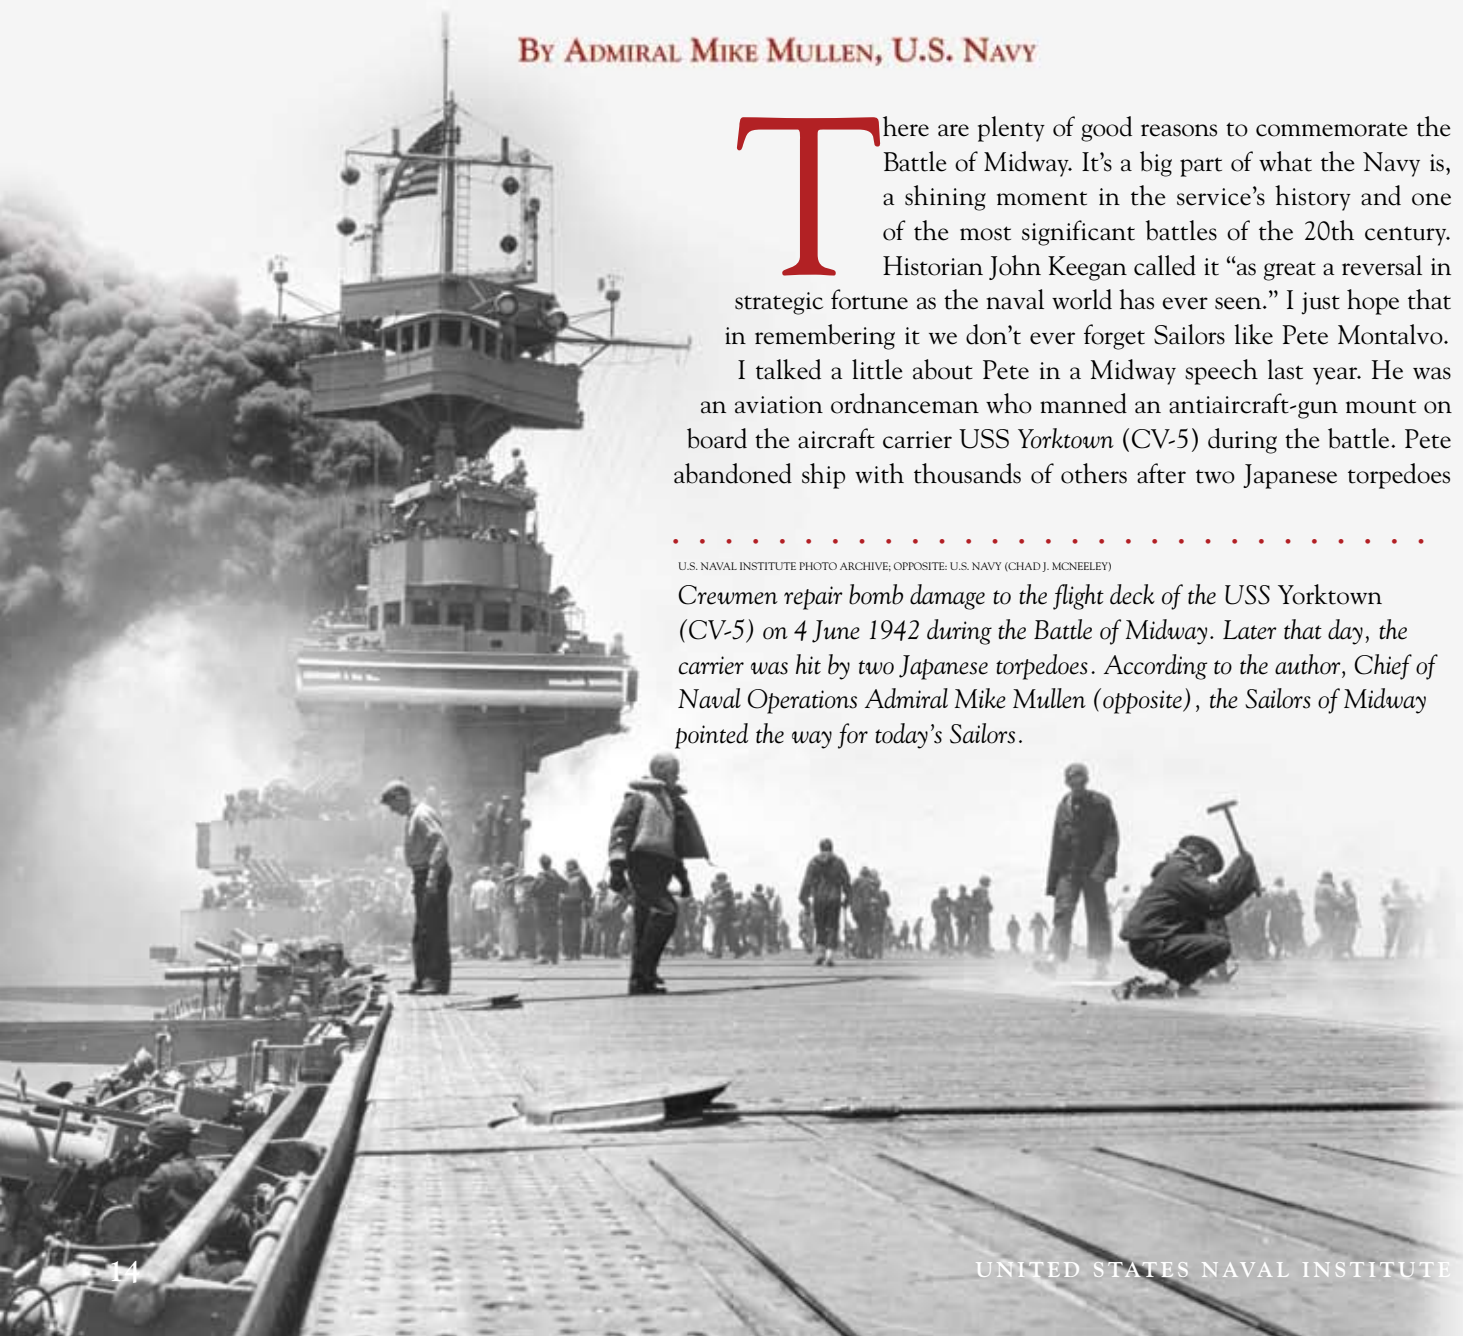 By Admiral Mike Mullen, U.S. Navy
There are plenty of good reasons to commemorate the
Battle of Midway. It’s a big part of what the Navy is,
a shining moment in the service’s history and one
of the most significant battles of the 20th century.
Historian John Keegan called it “as great a reversal in
strategic fortune as the naval world has ever seen.” I just hope that
in remembering it we don’t ever forget Sailors like Pete Montalvo.
I talked a little about Pete in a Midway speech last year. He was
an aviation ordnanceman who manned an antiaircraft-gun mount on
board the aircraft carrier USS Yorktown (CV-5) during the battle. Pete
abandoned ship with thousands of others after two Japanese torpedoes
U.S. NAVAL INSTITUTE PHOTO ARCHIVE; OPPOSITE: U.S. NAVY (CHAD J. MCNEELEY)
Crewmen repair bomb damage to the flight deck of the USS Yorktown
(CV-5) on 4 June 1942 during the Battle of Midway. Later that day, the
carrier was hit by two Japanese torpedoes. According to the author, Chief of
Naval Operations Admiral Mike Mullen (opposite), the Sailors of Midway
pointed the way for today’s Sailors.
14
UNITED STATES NAVAL INSTITUTE